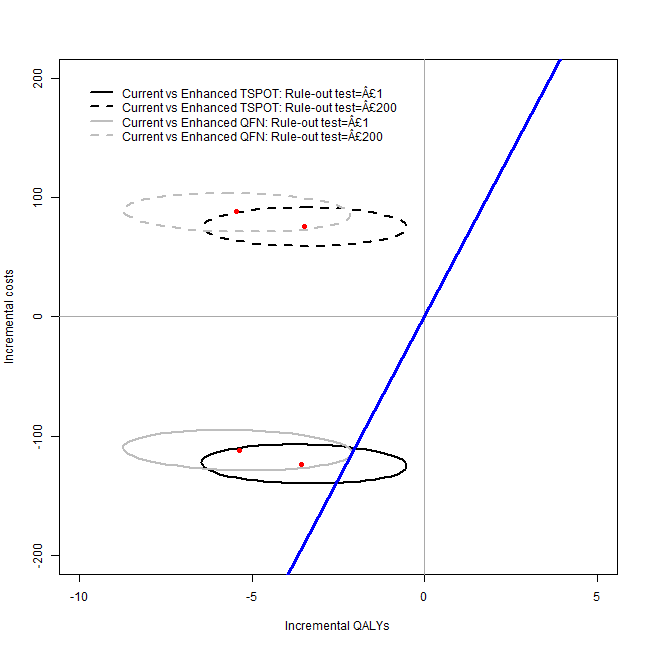 Current vs Enhanced TSPOT: Rule-out test=Â£1
Current vs Enhanced TSPOT: Rule-out test=Â£200
Current vs Enhanced QFN: Rule-out test=Â£1
Current vs Enhanced QFN: Rule-out test=Â£200
200
100
0
-100
-200
Incremental costs
-10
-5
0
5
Incremental QALYs